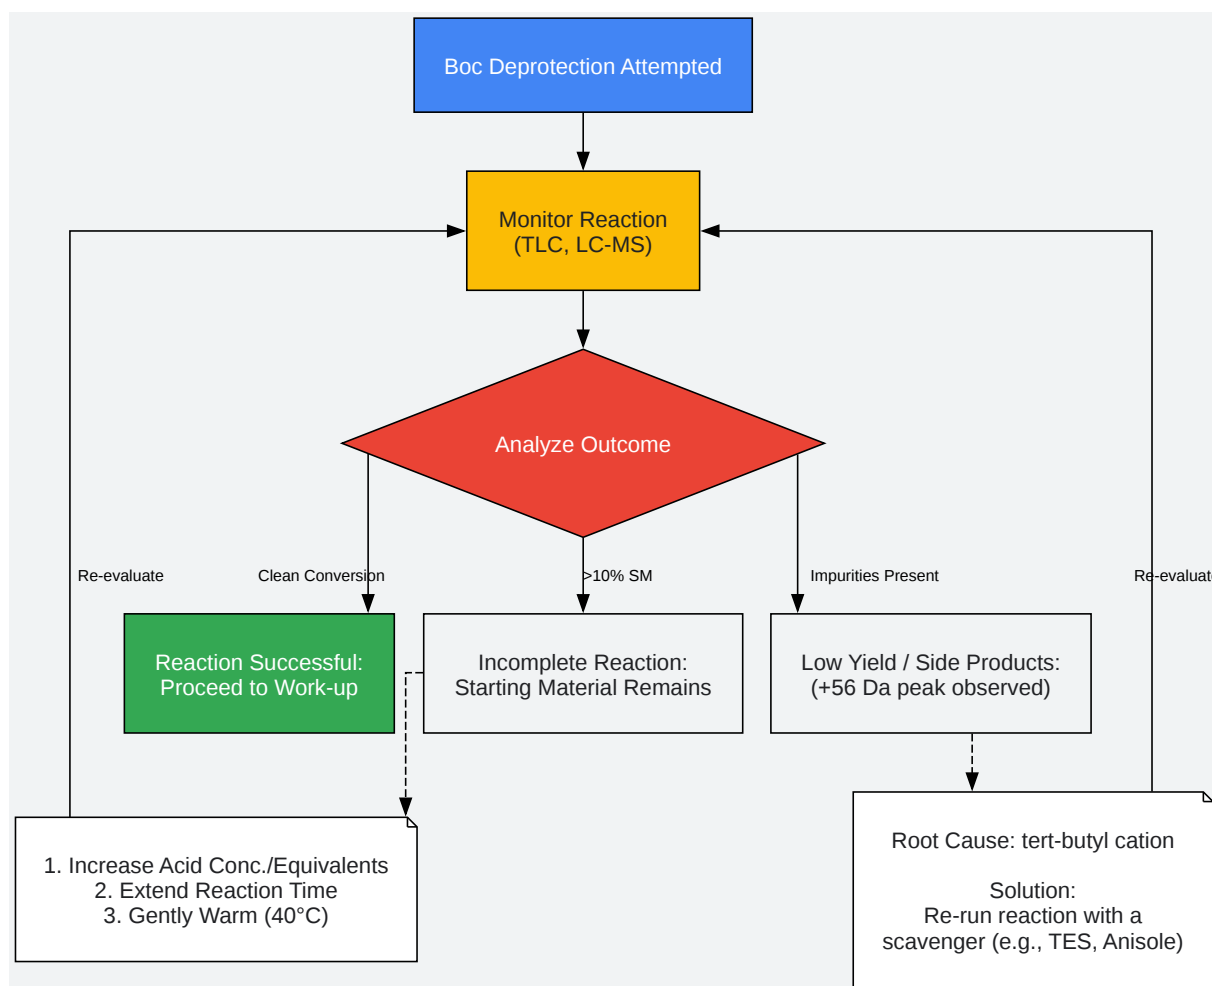 Boc Deprotection Attempted
Monitor Reaction
(TLC, LC-MS)
Analyze Outcome
Re-evaluate
Clean Conversion
>10% SM
Impurities Present
Re-evaluate
Reaction Successful:
Proceed to Work-up
Incomplete Reaction:
Starting Material Remains
Low Yield / Side Products:
(+56 Da peak observed)
1. Increase Acid Conc./Equivalents
2. Extend Reaction Time
3. Gently Warm (40°C)
Root Cause: tert-butyl cation
Solution:
Re-run reaction with a
scavenger (e.g., TES, Anisole)